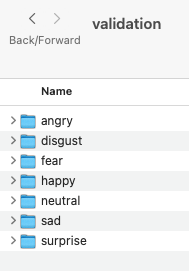 validation
Back/Forward
Name
angry
disgust
fear
happy
neutral
sad
surprise